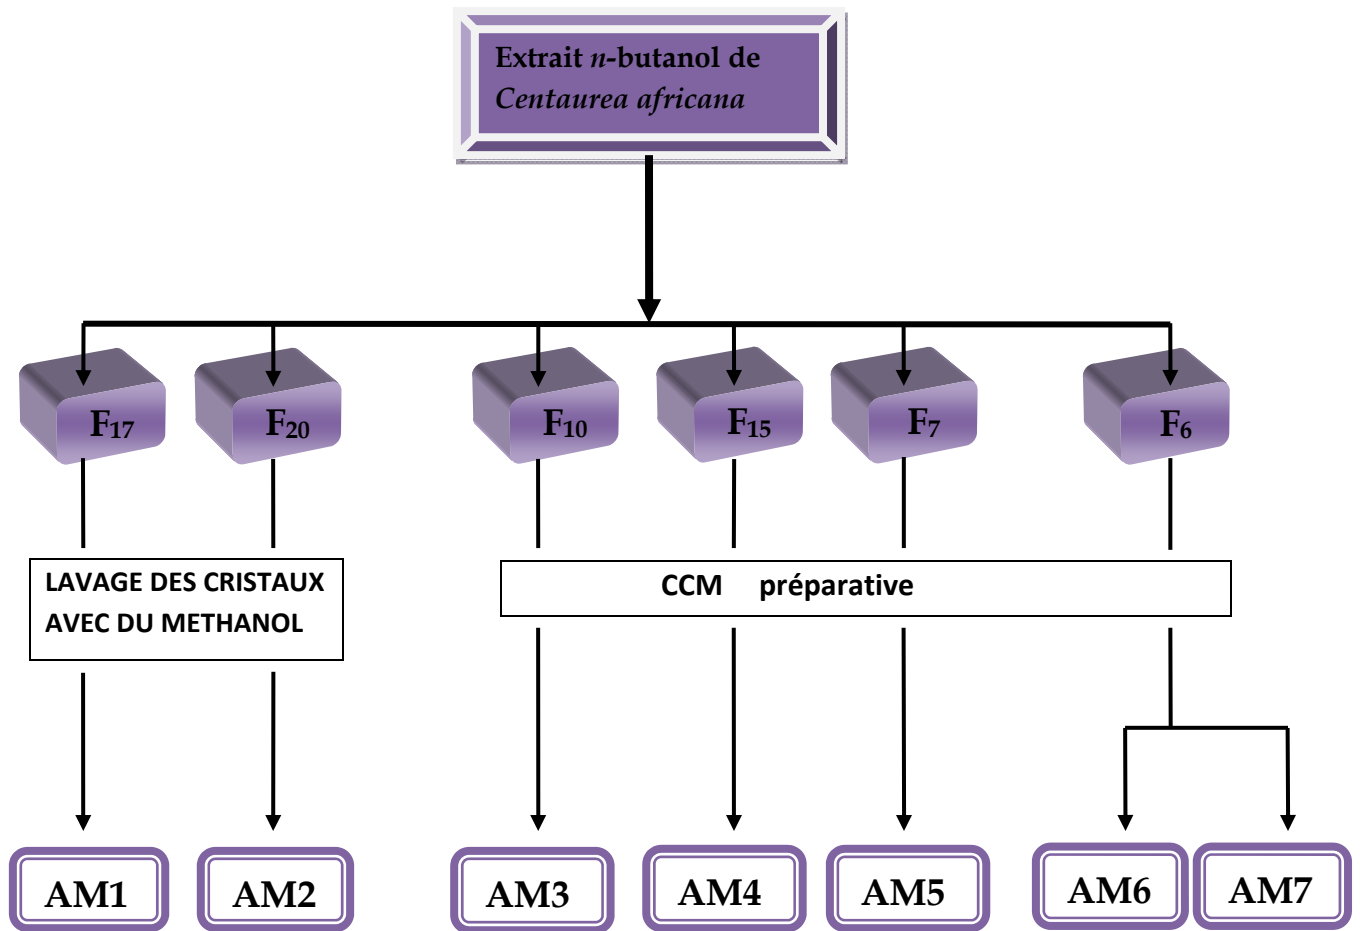 Extrait n-butanol de
Centaurea africana
F17 F20 F10 F15 F7 F6
LAVAGE DES CRISTAUX
AVEC DU METHANOL
CCM préparative
AM1 AM2 AM3 AM4 AM5 AM6 AM7